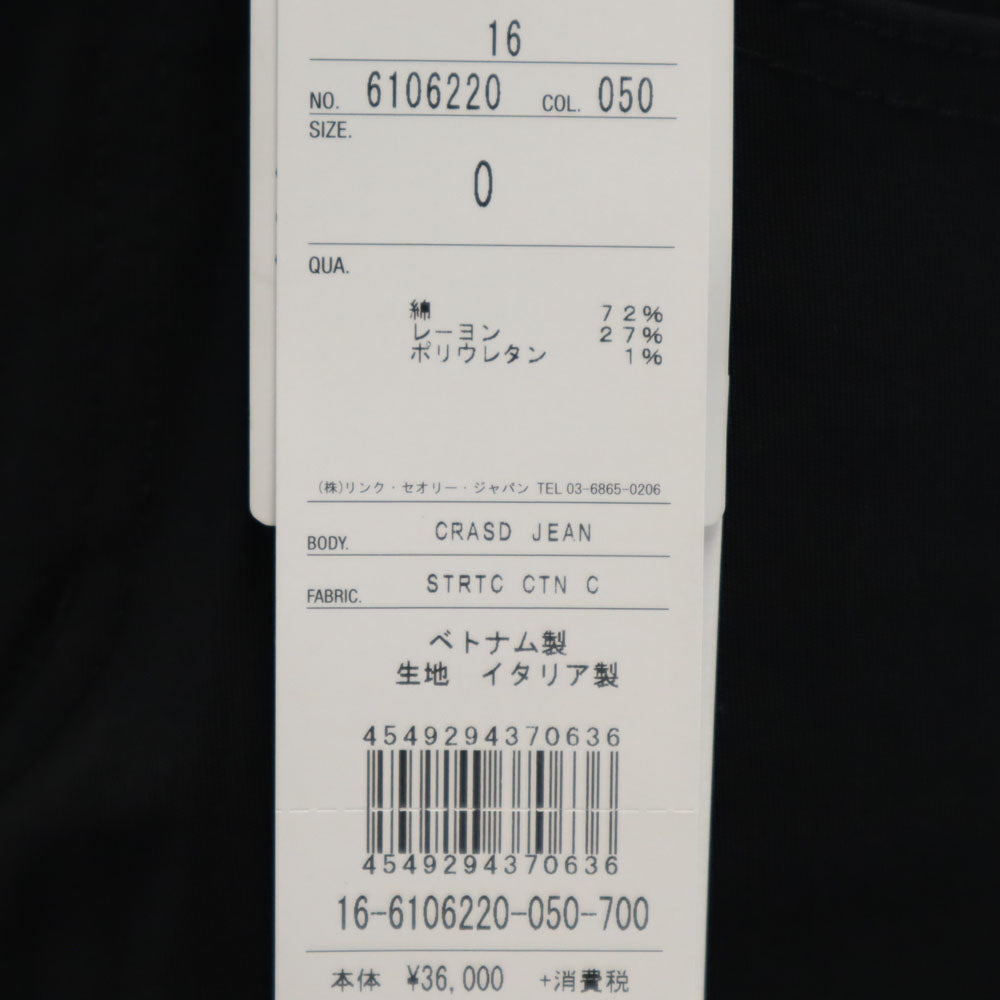 16
NO. 6106220 COL. 050
SIZE.
0
QUA.
綿 72%
レーヨン 27%
ポリウレタン 1%
(株)リンク・セオリー・ジャパン TEL 03-6865-0206
BODY. CRASD JEAN
FABRIC. STRTC CTN C
ベトナム製
生地 イタリア製
4549294370636
4549294370636
16-6106220-050-700
本体 ¥36,000 +消費税